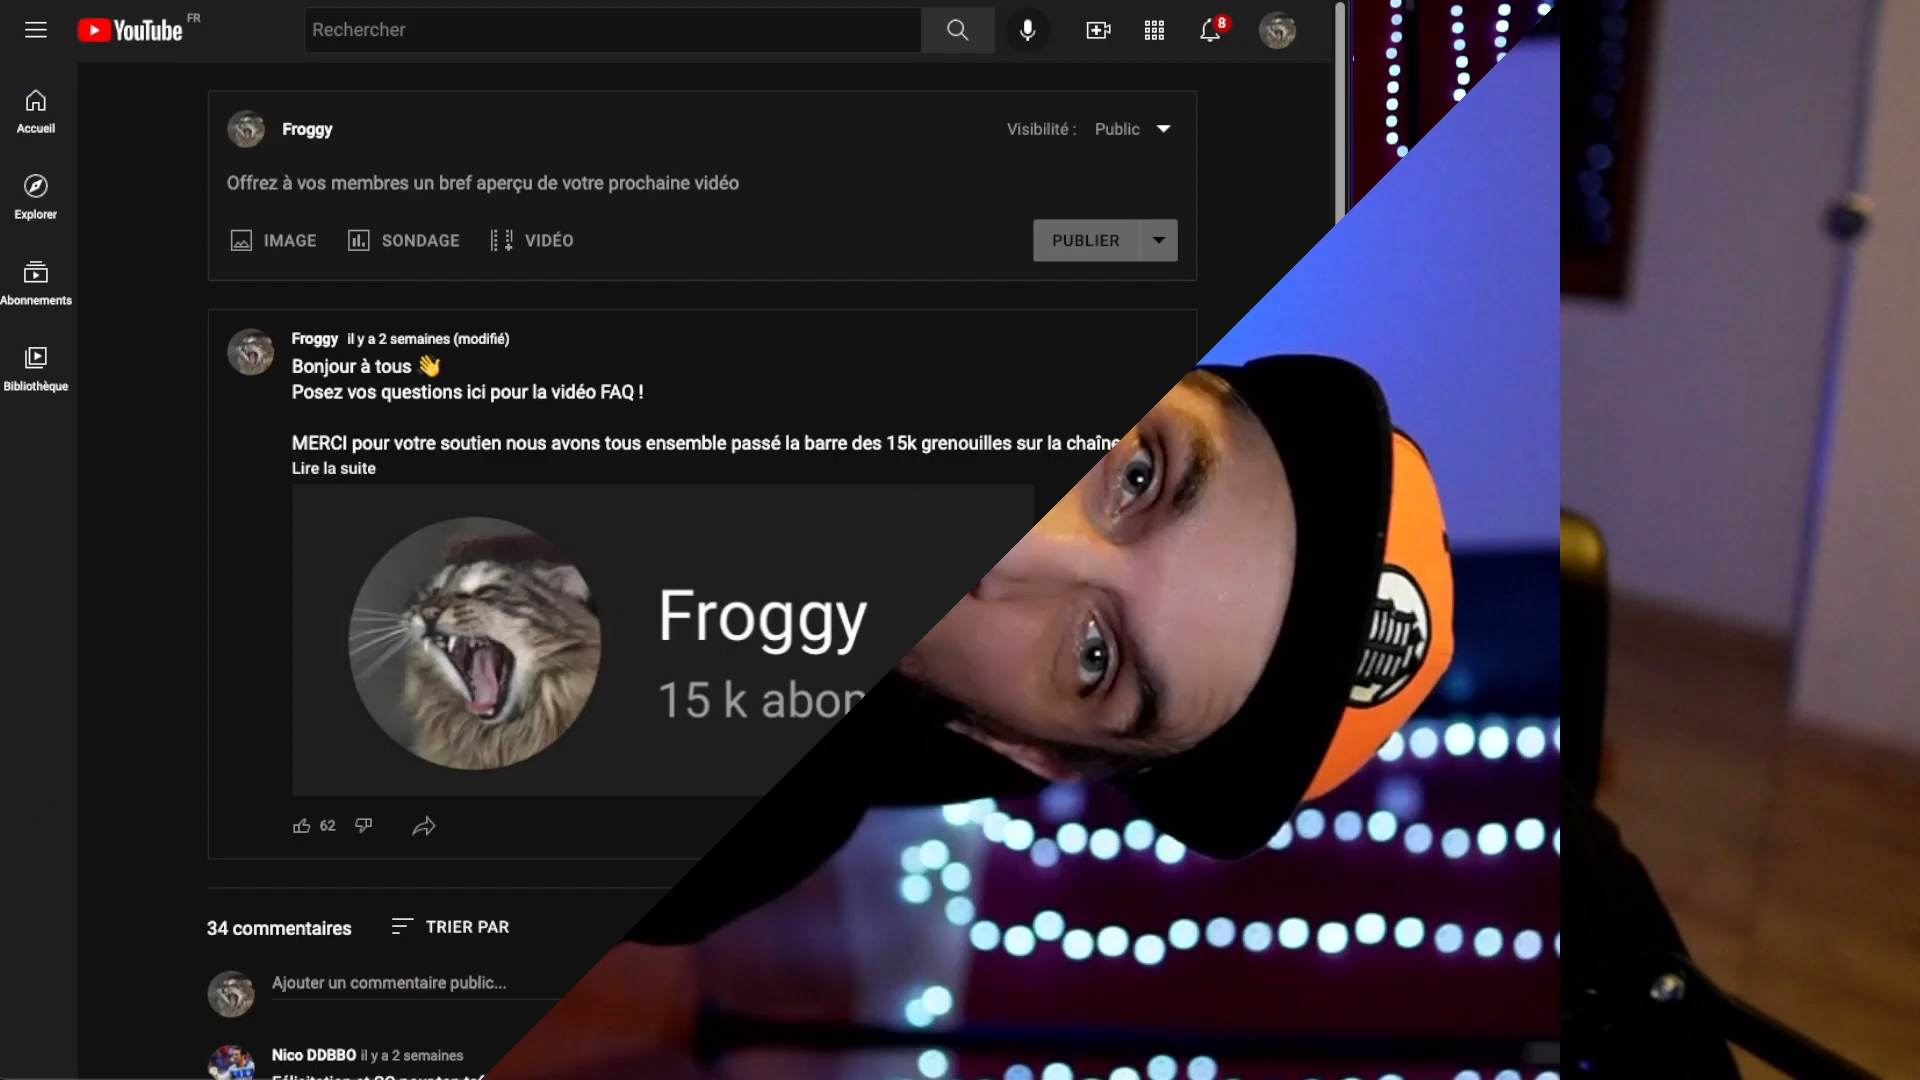 YouTube FR
Rechercher
8
Accueil
Explorer
Abonnements
Bibliothèque
Froggy
Visibilité : Public
Offrez à vos membres un bref aperçu de votre prochaine vidéo
IMAGE SONDAGE VIDÉO
PUBLIER
Froggy il y a 2 semaines (modifié)
Bonjour à tous 👋
Posez vos questions ici pour la vidéo FAQ !
MERCI pour votre soutien nous avons tous ensemble passé la barre des 15k grenouilles sur la chaîne
Lire la suite
Froggy
15 k abon
62
34 commentaires TRIER PAR
Ajouter un commentaire public...
Nico DDBBO il y a 2 semaines